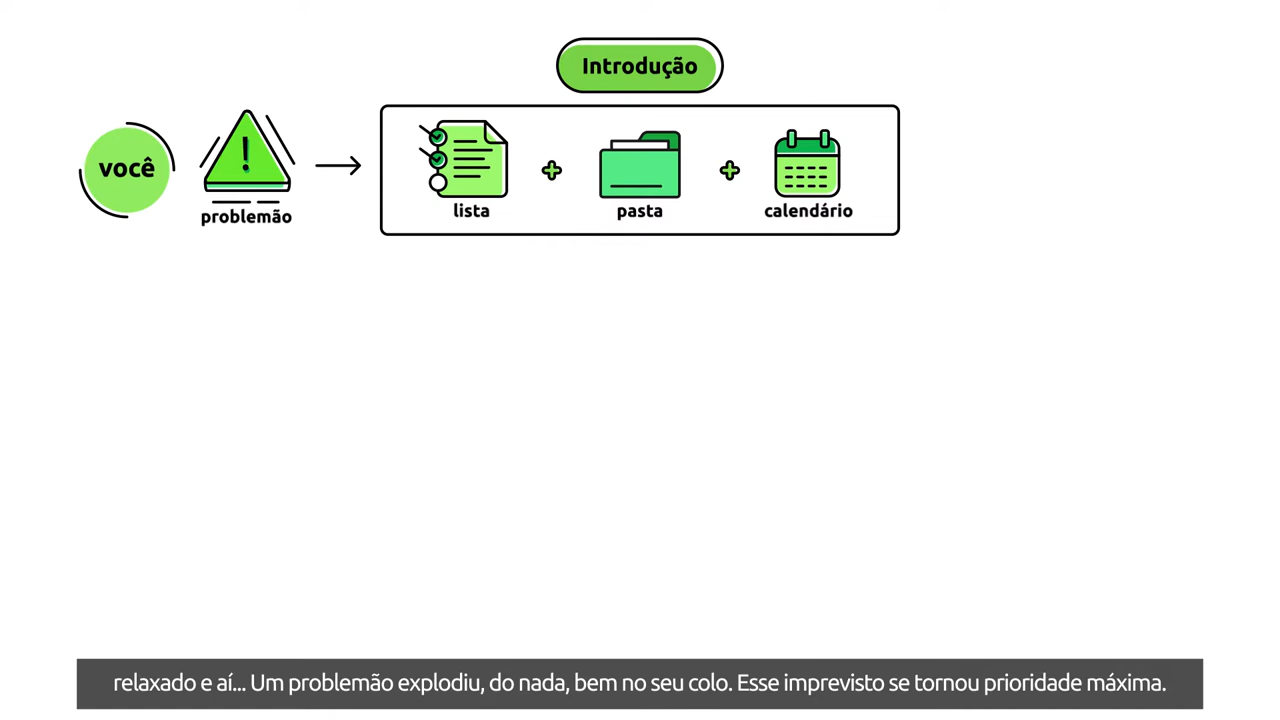 Introdução
você
problemão
lista
pasta
calendário
relaxado e aí... Um problemão explodiu, do nada, bem no seu colo. Esse imprevisto se tornou prioridade máxima.